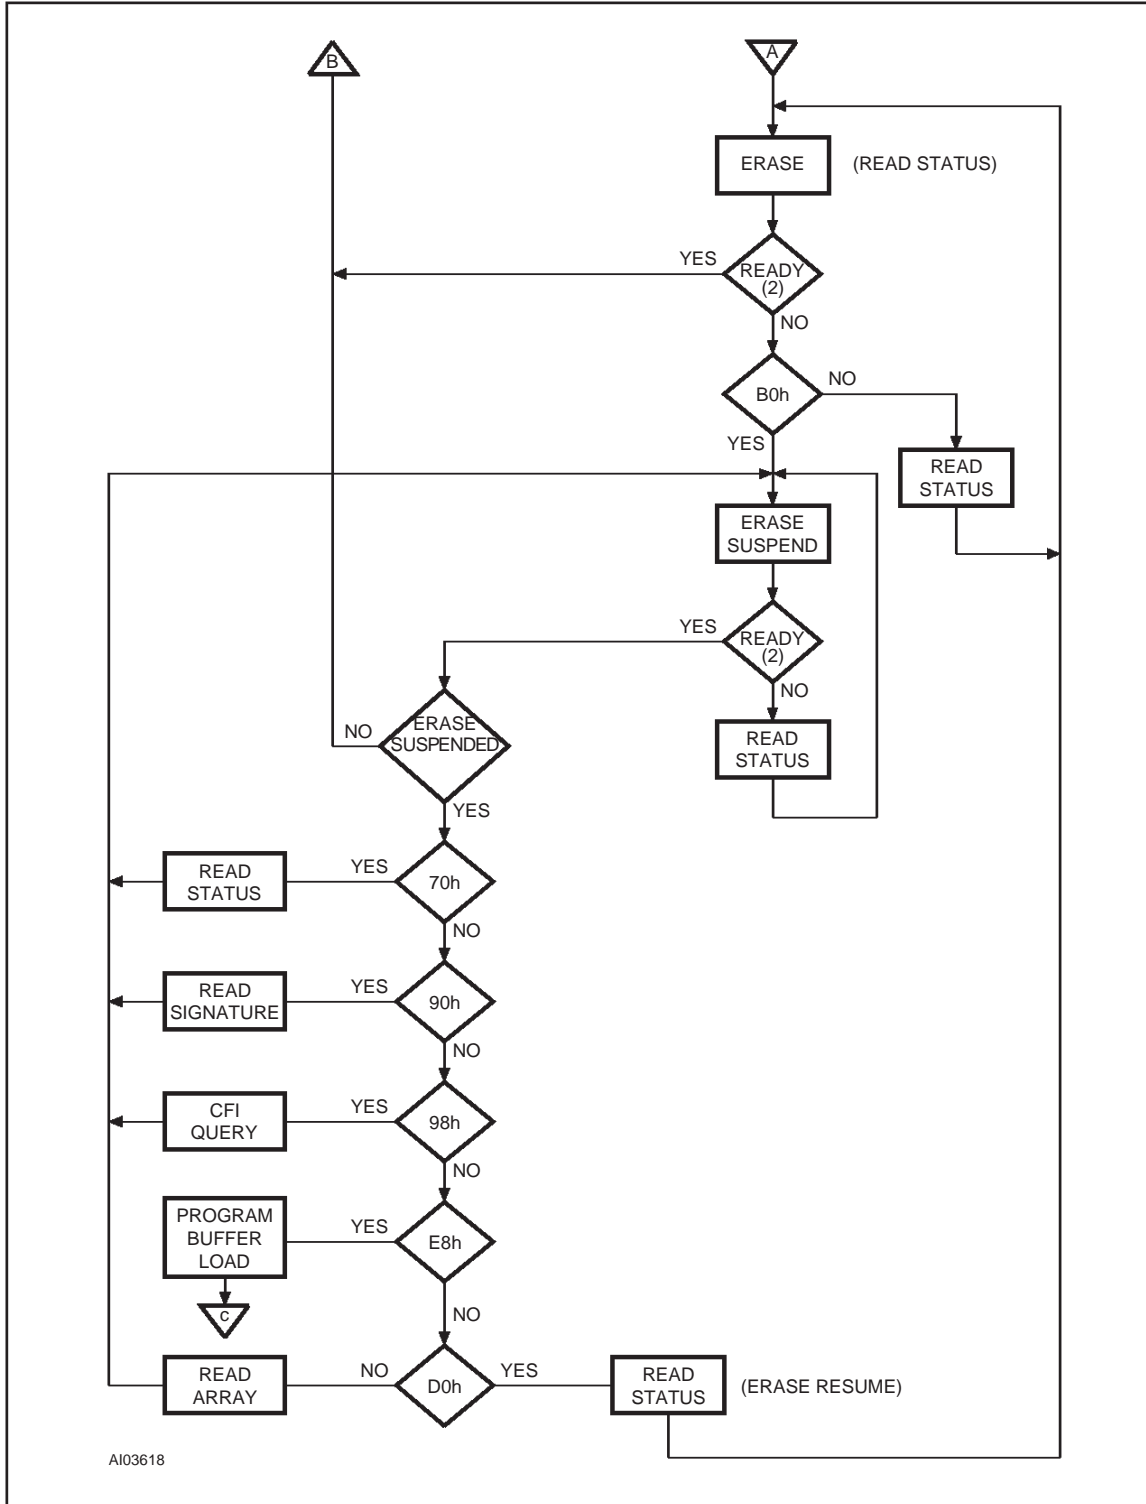 B
A
ERASE
(READ STATUS)
YES
READY
(2)
NO
B0h
NO
YES
READ
STATUS
ERASE
SUSPEND
YES
READY
(2)
NO
ERASE
SUSPENDED
NO
READ
STATUS
YES
READ
STATUS
YES
70h
NO
READ
SIGNATURE
YES
90h
NO
CFI
QUERY
YES
98h
NO
PROGRAM
BUFFER
LOAD
YES
E8h
c
NO
READ
ARRAY
NO
D0h
YES
READ
STATUS
(ERASE RESUME)
AI03618